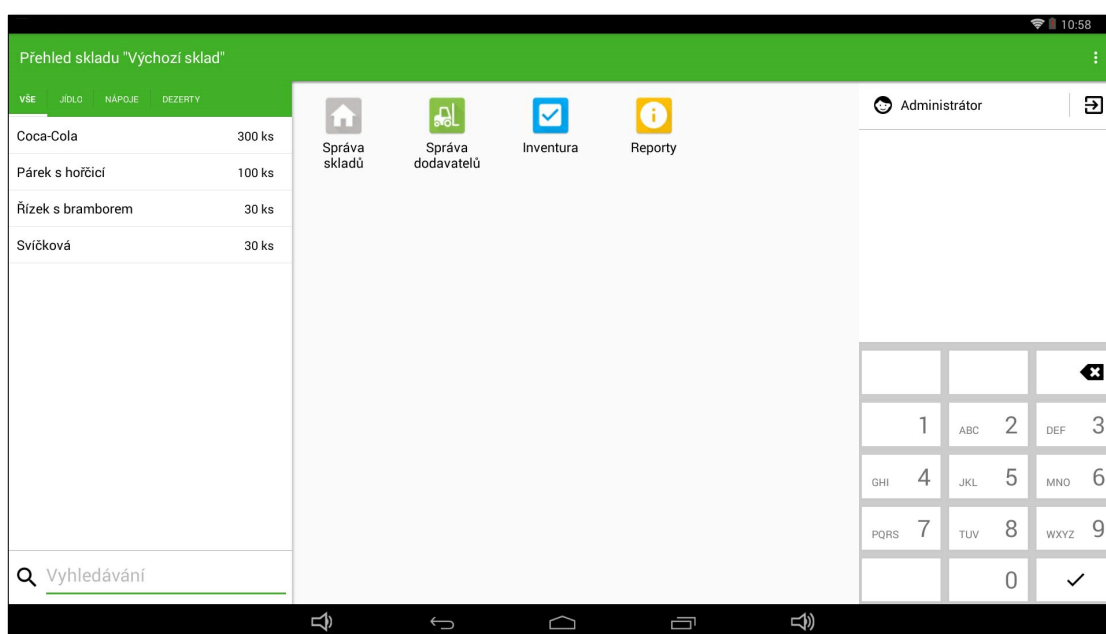 10:58
Přehled skladu "Výchozí sklad"
VŠE JÍDLO NÁPOJE DEZERTY
Coca-Cola 300 ks
Párek s hořčicí 100 ks
Řízek s bramborem 30 ks
Svíčková 30 ks
Vyhledávání
Správa
skladů
Správa
dodavatelů
Inventura
Reporty
Administrátor
1 ABC 2 DEF 3
GHI 4 JKL 5 MNO 6
PQRS 7 TUV 8 WXYZ 9
0